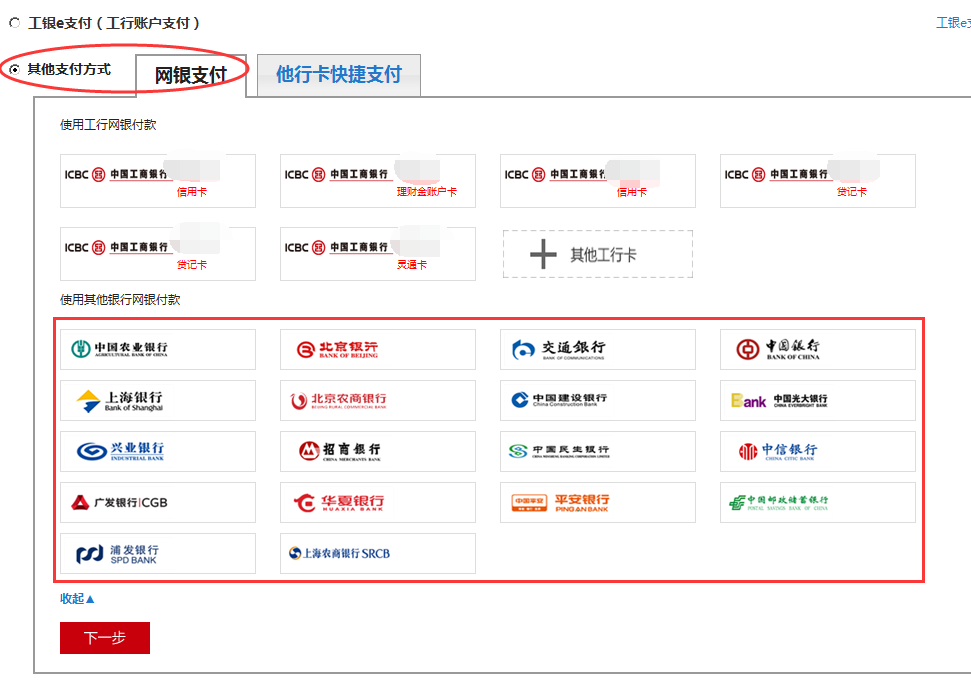 工银e支付 ( 工行账户支付 )
工银e支
其他支付方式
网银支付
他行卡快捷支付
使用工行网银付款
ICBC 中国工商银行
信用卡
ICBC 中国工商银行
理财金账户卡
ICBC 中国工商银行
信用卡
ICBC 中国工商银行
贷记卡
ICBC 中国工商银行
贷记卡
ICBC 中国工商银行
灵通卡
其他工行卡
使用其他银行网银付款
中国农业银行
AGRICULTURAL BANK OF CHINA
北京银行
BANK OF BEIJING
交通银行
BANK OF COMMUNICATIONS
中国银行
BANK OF CHINA
上海银行
Bank of Shanghai
北京农商银行
BEIJING RURAL COMMERCIAL BANK
中国建设银行
China Construction Bank
Bank 中国光大银行
CHINA EVERBRIGHT BANK
兴业银行
INDUSTRIAL BANK
招商银行
CHINA MERCHANTS BANK
中国民生银行
CHINA MINSHENG BANKING CORPORATION LIMITED
中信银行
CHINA CITIC BANK
广发银行|CGB
华夏银行
HUAXIA BANK
中国平安
平安银行
PINGAN BANK
中国邮政储蓄银行
POSTAL SAVINGS BANK OF CHINA
浦发银行
SPD BANK
上海农商银行 SRCB
收起▲
下一步